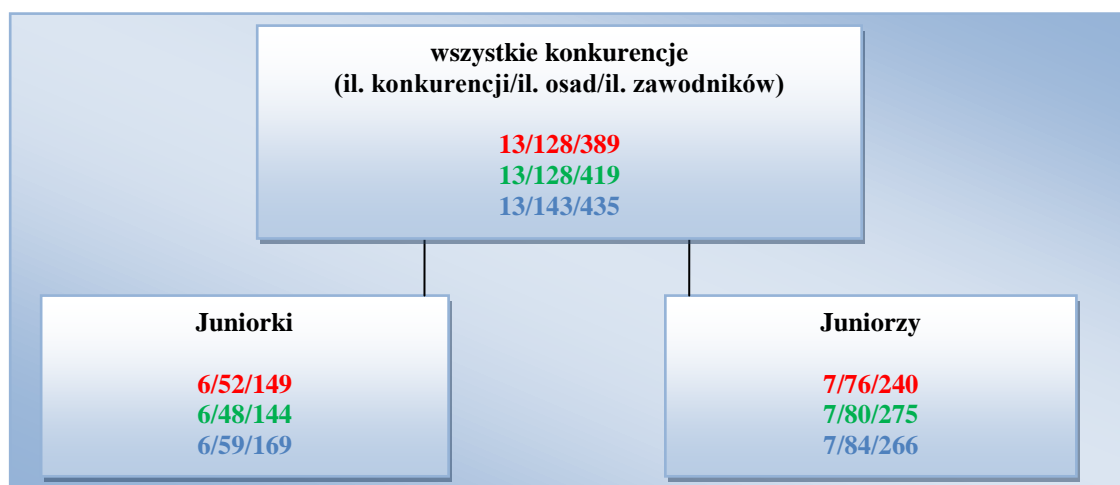 wszystkie konkurencje
(il. konkurencji/il. osad/il. zawodników)
13/128/389
13/128/419
13/143/435
Juniorki
6/52/149
6/48/144
6/59/169
Juniorzy
7/76/240
7/80/275
7/84/266